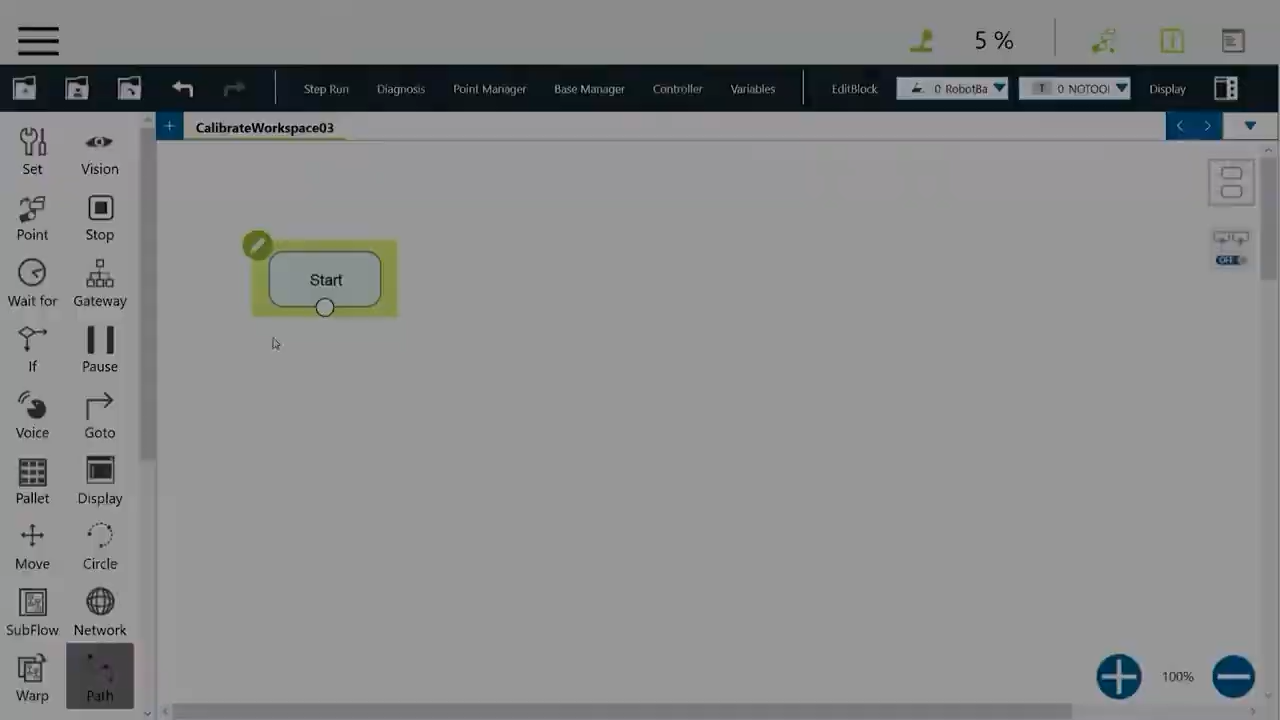 5 %
Step Run Diagnosis Point Manager Base Manager Controller Variables EditBlock 0 RobotBa T 0 NOTOOl Display
CalibrateWorkspace03
Set Vision
Point Stop
Wait for Gateway
If Pause
Voice Goto
Pallet Display
Move Circle
SubFlow Network
Warp Path
Start
OFF
100%